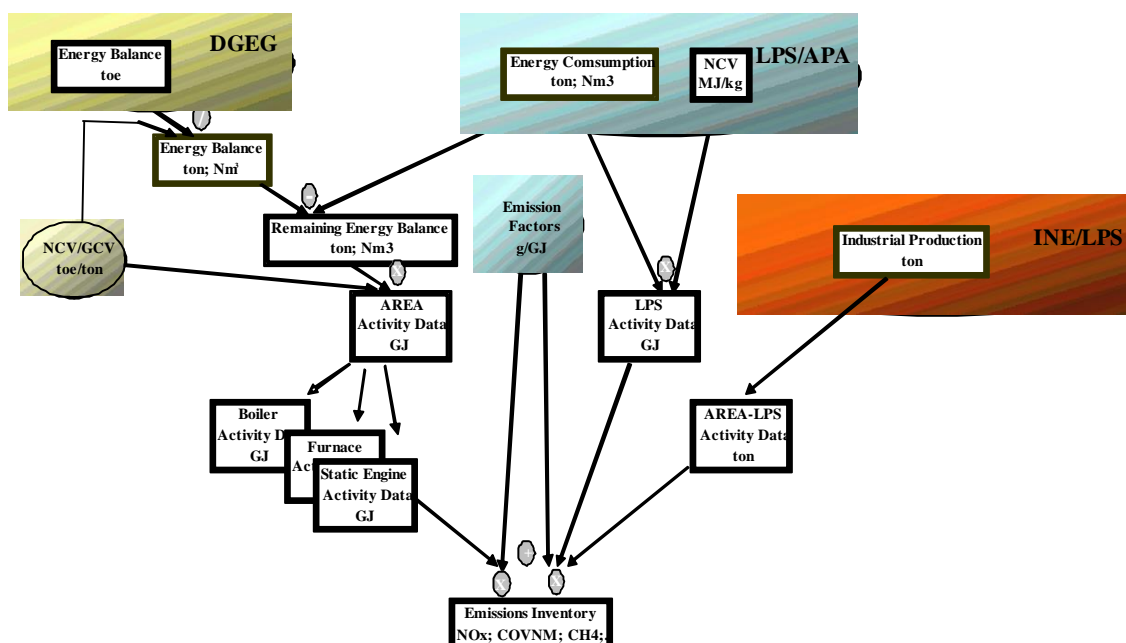 DGEG
Energy Balance
toe
LPS/APA
Energy Comsumption
ton; Nm3
NCV
MJ/kg
/
Energy Balance
ton; Nm³
-
Remaining Energy Balance
ton; Nm3
Emission
Factors
g/GJ
INE/LPS
Industrial Production
ton
NCV/GCV
toe/ton
X
X
AREA
Activity Data
GJ
LPS
Activity Data
GJ
Boiler
Activity D
GJ
Furnace
Act
Static Engine
Activity Data
GJ
AREA-LPS
Activity Data
ton
+
X
X
Emissions Inventory
NOx; COVNM; CH4;.